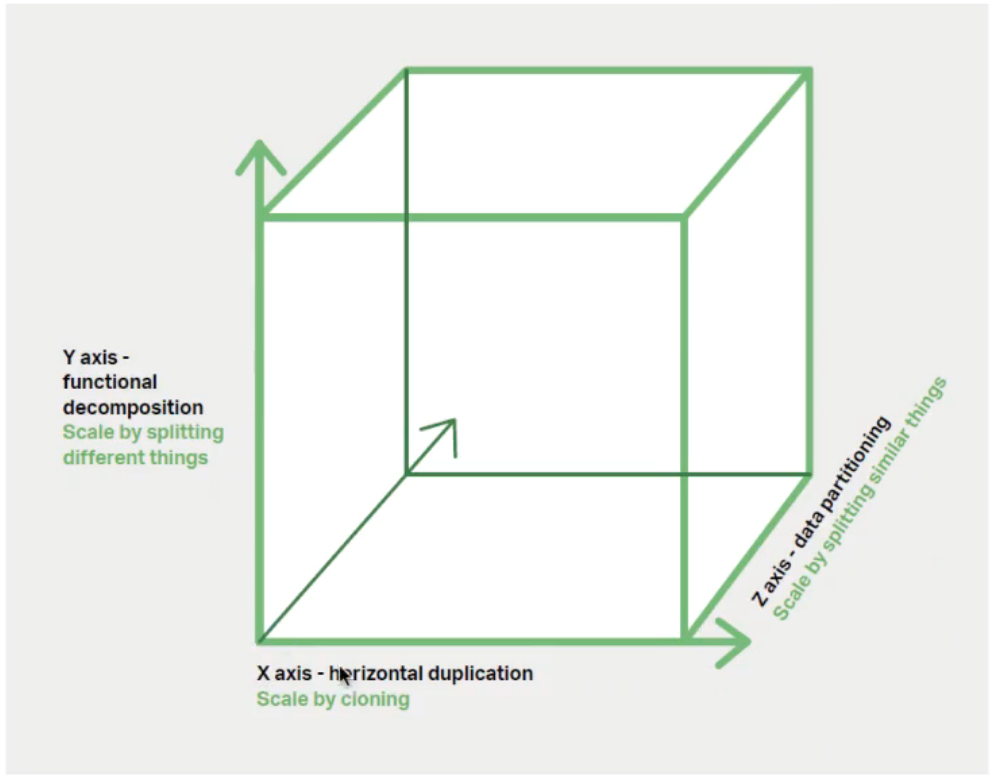 Y axis -
functional
decomposition
Scale by splitting
different things
Z axis - data partitioning
Scale by splitting similar things
X axis - horizontal duplication
Scale by cloning